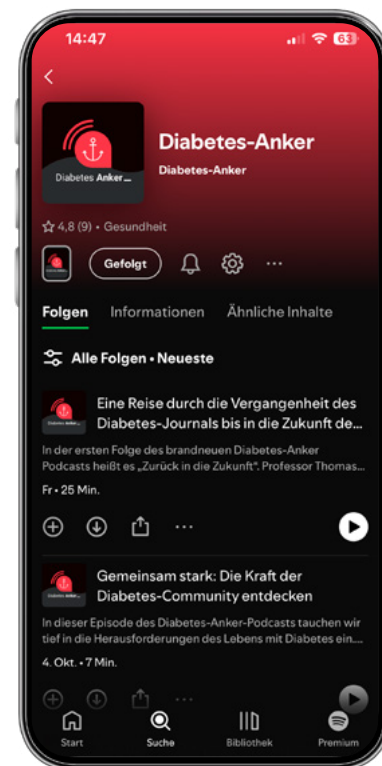 14:47
63
Diabetes Anker...
Diabetes-Anker
Diabetes-Anker
4,8 (9) • Gesundheit
Gefolgt
...
Folgen Informationen Ähnliche Inhalte
Alle Folgen • Neueste
Eine Reise durch die Vergangenheit des
Diabetes-Journals bis in die Zukunft de...
In der ersten Folge des brandneuen Diabetes-Anker
Podcasts heißt es „Zurück in die Zukunft". Professor Thomas...
Fr • 25 Min.
...
Gemeinsam stark: Die Kraft der
Diabetes-Community entdecken
In dieser Episode des Diabetes-Anker-Podcasts tauchen wir
tief in die Herausforderungen des Lebens mit Diabetes ein....
4. Okt. • 7 Min.
...
Start Suche Bibliothek Premium